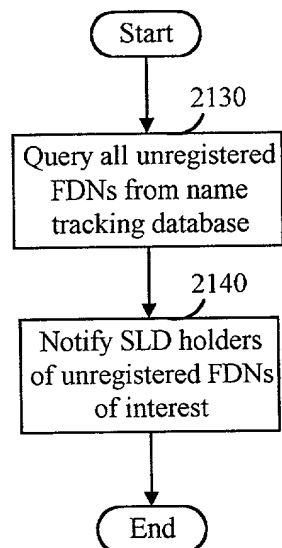 Start
2130
Query all unregistered
FDNs from name
tracking database
2140
Notify SLD holders
of unregistered FDNs
of interest
End